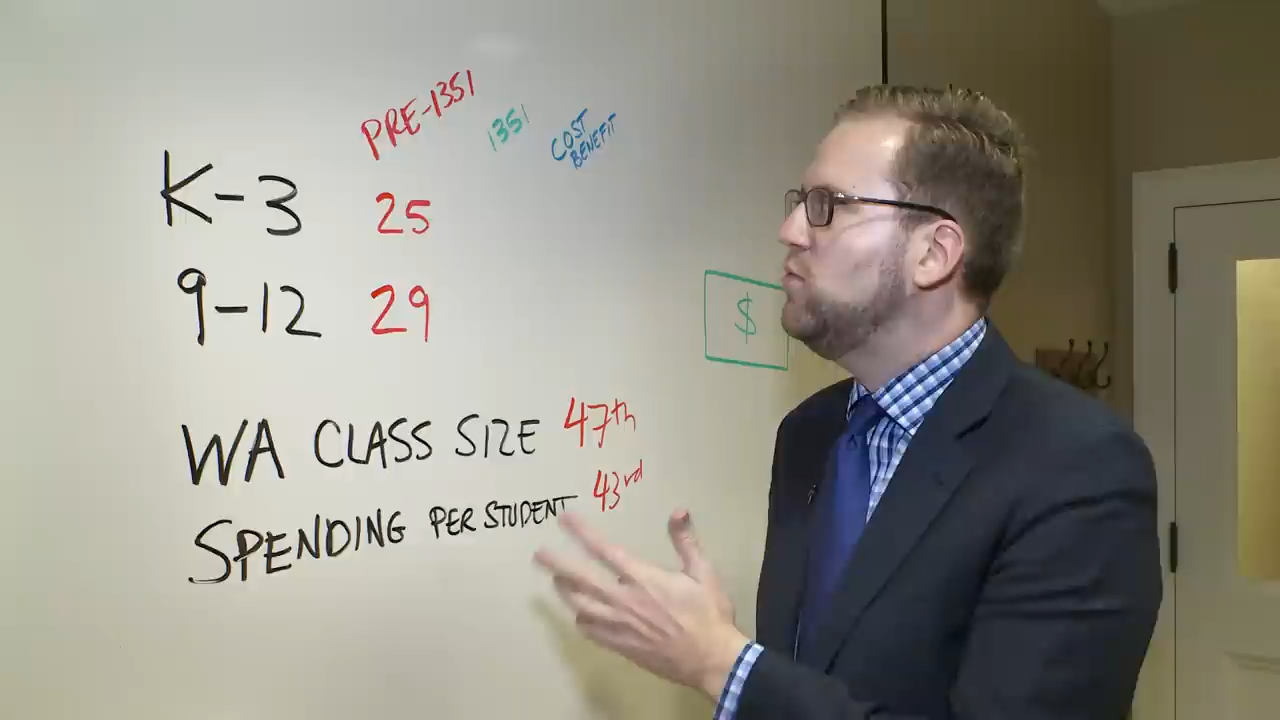 PRE-1351 1351 COST BENEFIT
K-3 25
9-12 29
$
WA CLASS SIZE 47th
SPENDING PER STUDENT 43rd